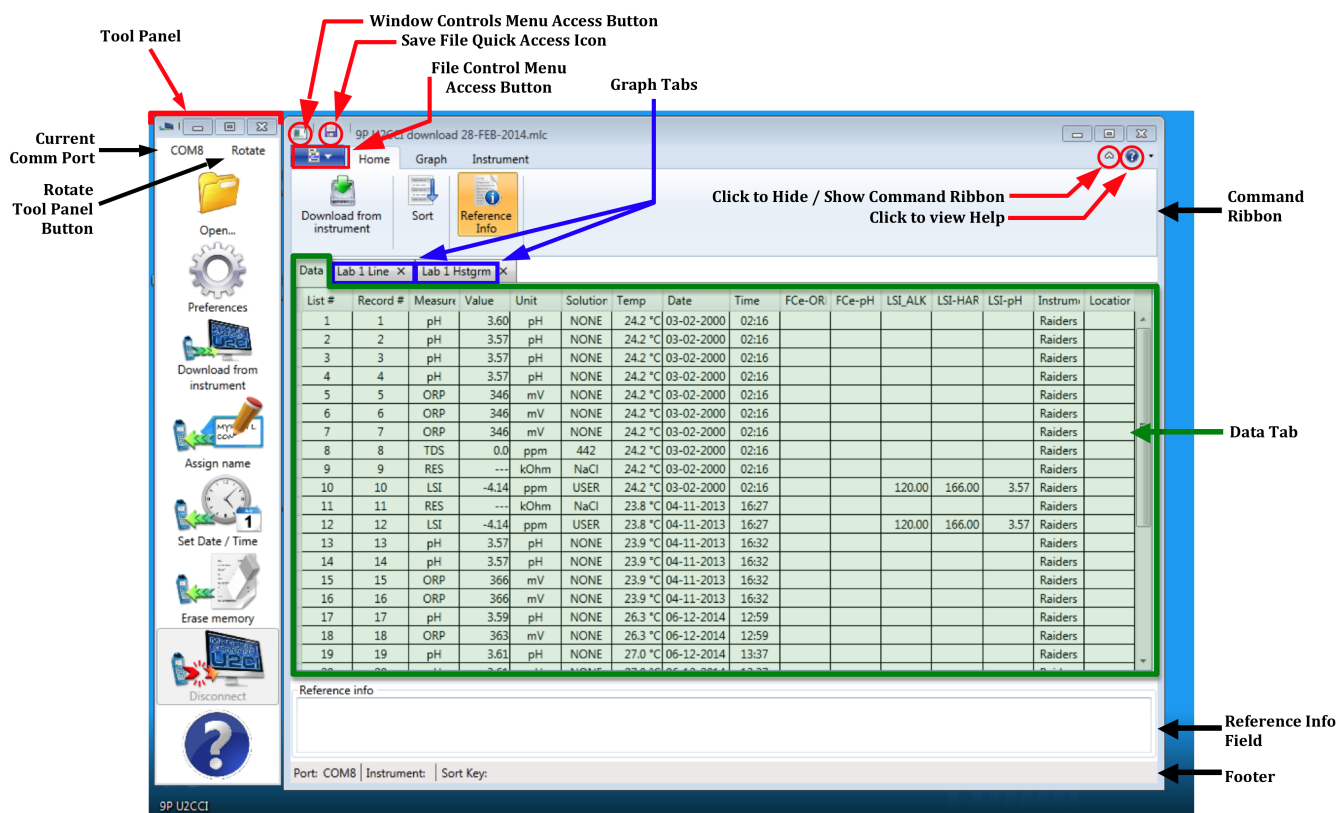 Window Controls Menu Access Button
Tool Panel
Save File Quick Access Icon
File Control Menu
Access Button
Graph Tabs
Current
Comm Port
Rotate
Tool Panel
Button
COM8 Rotate
Open...
Preferences
Download from
instrument
Assign name
Set Date / Time
1
Erase memory
U2CI
Disconnect
?
9P U2CCI
9P U2CCI download 28-FEB-2014.mlc
Home Graph Instrument
Download from
instrument
Sort
Reference
Info
Click to Hide / Show Command Ribbon
Click to view Help
Command
Ribbon
Data Lab 1 Line × Lab 1 Hstgrm ×
List # Record # Measure Value Unit Solution Temp Date Time FCe-OR FCe-pH LSI_ALK LSI-HAR LSI-pH Instrum Location
1 1 pH 3.60 pH NONE 24.2 °C 03-02-2000 02:16 Raiders
2 2 pH 3.57 pH NONE 24.2 °C 03-02-2000 02:16 Raiders
3 3 pH 3.57 pH NONE 24.2 °C 03-02-2000 02:16 Raiders
4 4 pH 3.57 pH NONE 24.2 °C 03-02-2000 02:16 Raiders
5 5 ORP 346 mV NONE 24.2 °C 03-02-2000 02:16 Raiders
6 6 ORP 346 mV NONE 24.2 °C 03-02-2000 02:16 Raiders
7 7 ORP 346 mV NONE 24.2 °C 03-02-2000 02:16 Raiders
8 8 TDS 0.0 ppm 442 24.2 °C 03-02-2000 02:16 Raiders
9 9 RES --- kOhm NaCl 24.2 °C 03-02-2000 02:16 Raiders
10 10 LSI -4.14 ppm USER 24.2 °C 03-02-2000 02:16 120.00 166.00 3.57 Raiders
11 11 RES --- kOhm NaCl 23.8 °C 04-11-2013 16:27 Raiders
12 12 LSI -4.14 ppm USER 23.8 °C 04-11-2013 16:27 120.00 166.00 3.57 Raiders
13 13 pH 3.57 pH NONE 23.9 °C 04-11-2013 16:32 Raiders
14 14 pH 3.57 pH NONE 23.9 °C 04-11-2013 16:32 Raiders
15 15 ORP 366 mV NONE 23.9 °C 04-11-2013 16:32 Raiders
16 16 ORP 366 mV NONE 23.9 °C 04-11-2013 16:32 Raiders
17 17 pH 3.59 pH NONE 26.3 °C 06-12-2014 12:59 Raiders
18 18 ORP 363 mV NONE 26.3 °C 06-12-2014 12:59 Raiders
19 19 pH 3.61 pH NONE 27.0 °C 06-12-2014 13:37 Raiders
Data Tab
Reference info
Reference Info
Field
Port: COM8 Instrument: Sort Key:
Footer